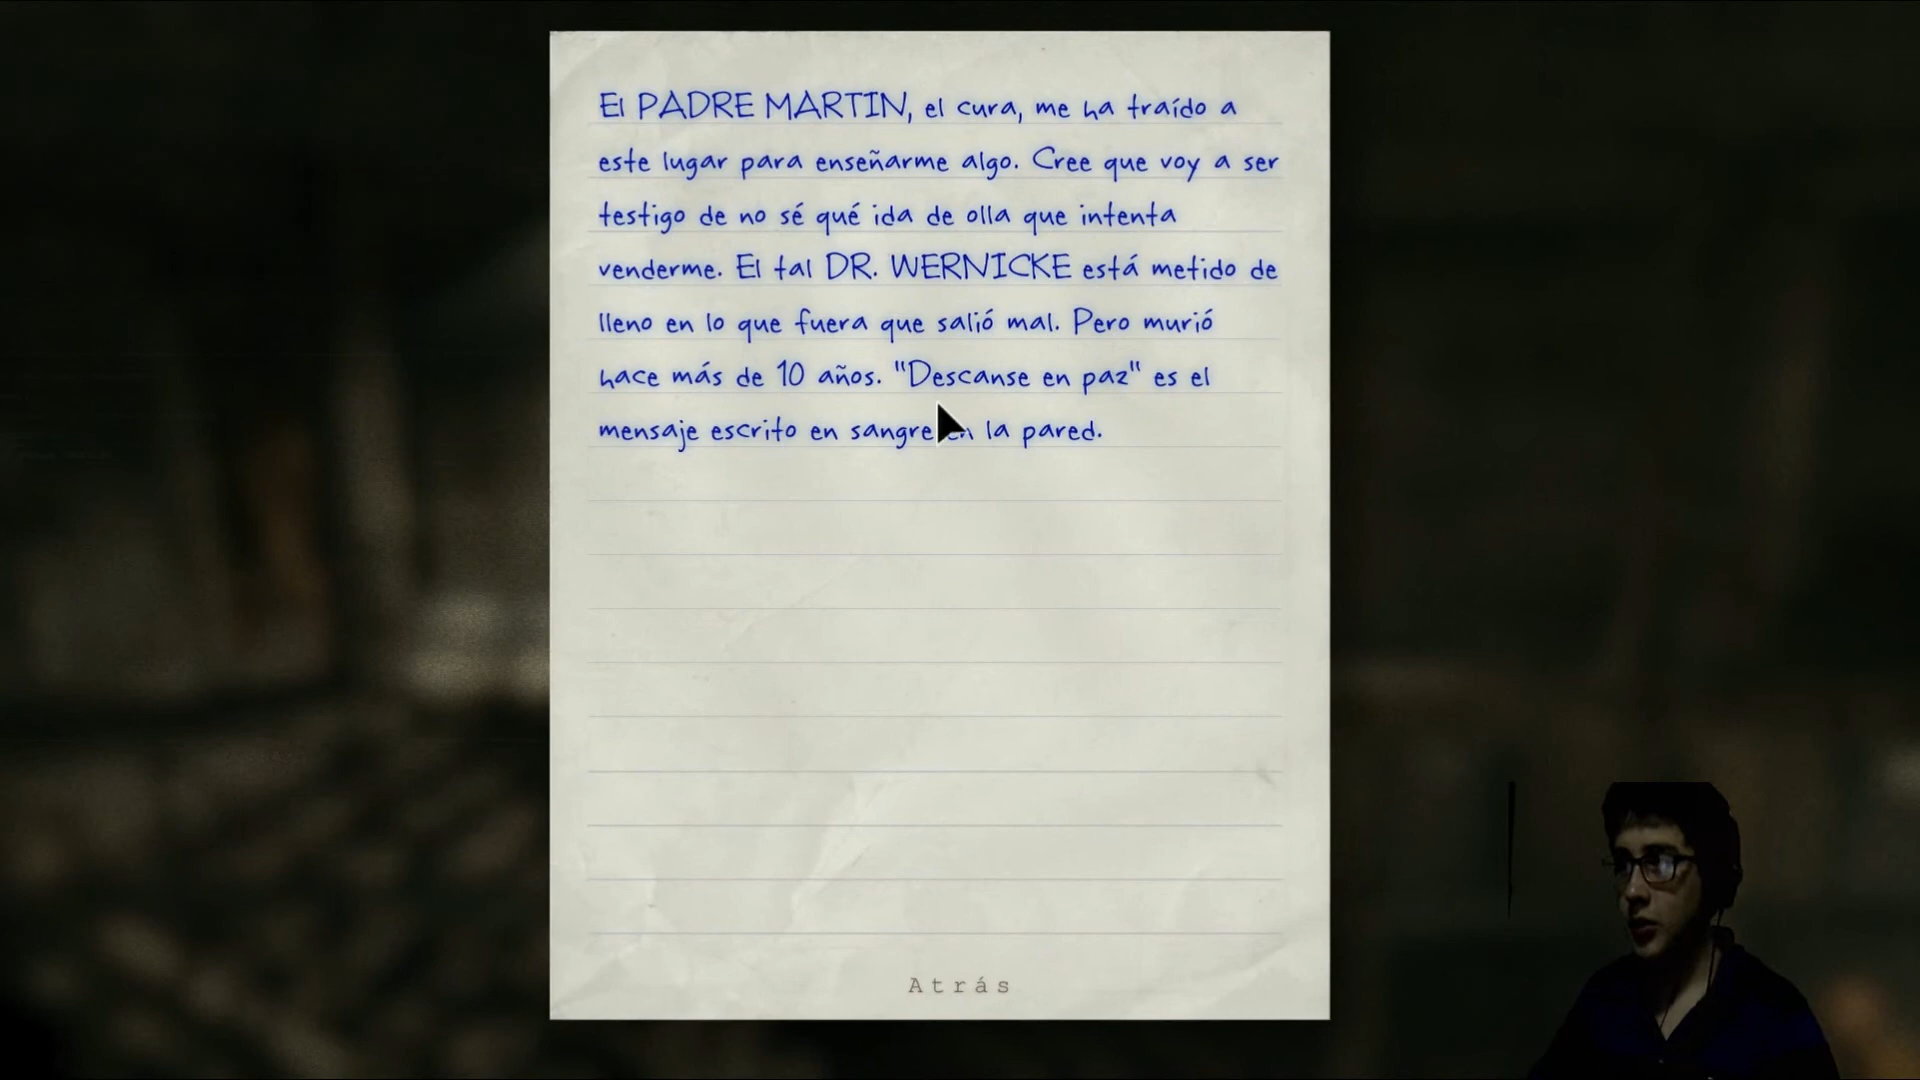 El PADRE MARTIN, el cura, me ha traído a
este lugar para enseñarme algo. Cree que voy a ser
testigo de no sé qué ida de olla que intenta
venderme. El tal DR. WERNICKE está metido de
lleno en lo que fuera que salió mal. Pero murió
hace más de 10 años. "Descanse en paz" es el
mensaje escrito en sangre en la pared.
Atrás